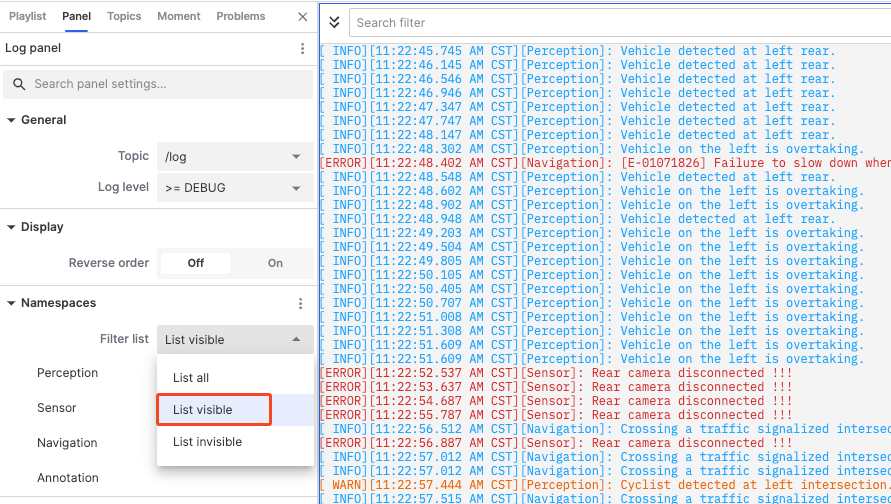 Playlist Panel Topics Moment Problems
Log panel
Search panel settings...
General
Topic /log
Log level >= DEBUG
Display
Reverse order Off On
Namespaces
Filter list List visible
Perception
Sensor
Navigation
Annotation
List all
List visible
List invisible
Search filter
[ INFO][11:22:45.745 AM CST][Perception]: Vehicle detected at left rear.
[ INFO][11:22:46.145 AM CST][Perception]: Vehicle detected at left rear.
[ INFO][11:22:46.546 AM CST][Perception]: Vehicle detected at left rear.
[ INFO][11:22:46.946 AM CST][Perception]: Vehicle detected at left rear.
[ INFO][11:22:47.347 AM CST][Perception]: Vehicle detected at left rear.
[ INFO][11:22:47.747 AM CST][Perception]: Vehicle detected at left rear.
[ INFO][11:22:48.147 AM CST][Perception]: Vehicle detected at left rear.
[ INFO][11:22:48.302 AM CST][Perception]: Vehicle on the left is overtaking.
[ERROR][11:22:48.402 AM CST][Navigation]: [E-01071826] Failure to slow down when
[ INFO][11:22:48.548 AM CST][Perception]: Vehicle detected at left rear.
[ INFO][11:22:48.602 AM CST][Perception]: Vehicle on the left is overtaking.
[ INFO][11:22:48.902 AM CST][Perception]: Vehicle on the left is overtaking.
[ INFO][11:22:48.948 AM CST][Perception]: Vehicle detected at left rear.
[ INFO][11:22:49.203 AM CST][Perception]: Vehicle on the left is overtaking.
[ INFO][11:22:49.504 AM CST][Perception]: Vehicle on the left is overtaking.
[ INFO][11:22:49.805 AM CST][Perception]: Vehicle on the left is overtaking.
[ INFO][11:22:50.105 AM CST][Perception]: Vehicle on the left is overtaking.
[ INFO][11:22:50.405 AM CST][Perception]: Vehicle on the left is overtaking.
[ INFO][11:22:50.707 AM CST][Perception]: Vehicle on the left is overtaking.
[ INFO][11:22:51.008 AM CST][Perception]: Vehicle on the left is overtaking.
[ INFO][11:22:51.308 AM CST][Perception]: Vehicle on the left is overtaking.
[ INFO][11:22:51.609 AM CST][Perception]: Vehicle on the left is overtaking.
[ INFO][11:22:51.609 AM CST][Perception]: Vehicle on the left is overtaking.
[ERROR][11:22:52.537 AM CST][Sensor]: Rear camera disconnected !!!
[ERROR][11:22:53.637 AM CST][Sensor]: Rear camera disconnected !!!
[ERROR][11:22:54.687 AM CST][Sensor]: Rear camera disconnected !!!
[ERROR][11:22:55.787 AM CST][Sensor]: Rear camera disconnected !!!
[ INFO][11:22:56.512 AM CST][Navigation]: Crossing a traffic signalized intersec
[ERROR][11:22:56.887 AM CST][Sensor]: Rear camera disconnected !!!
[ INFO][11:22:57.012 AM CST][Navigation]: Crossing a traffic signalized intersec
[ INFO][11:22:57.012 AM CST][Navigation]: Crossing a traffic signalized intersec
[ WARN][11:22:57.444 AM CST][Perception]: Cyclist detected at left intersection.
[ INFO][11:22:57.515 AM CST][Navigation]: Crossing a traffic signalized intersec